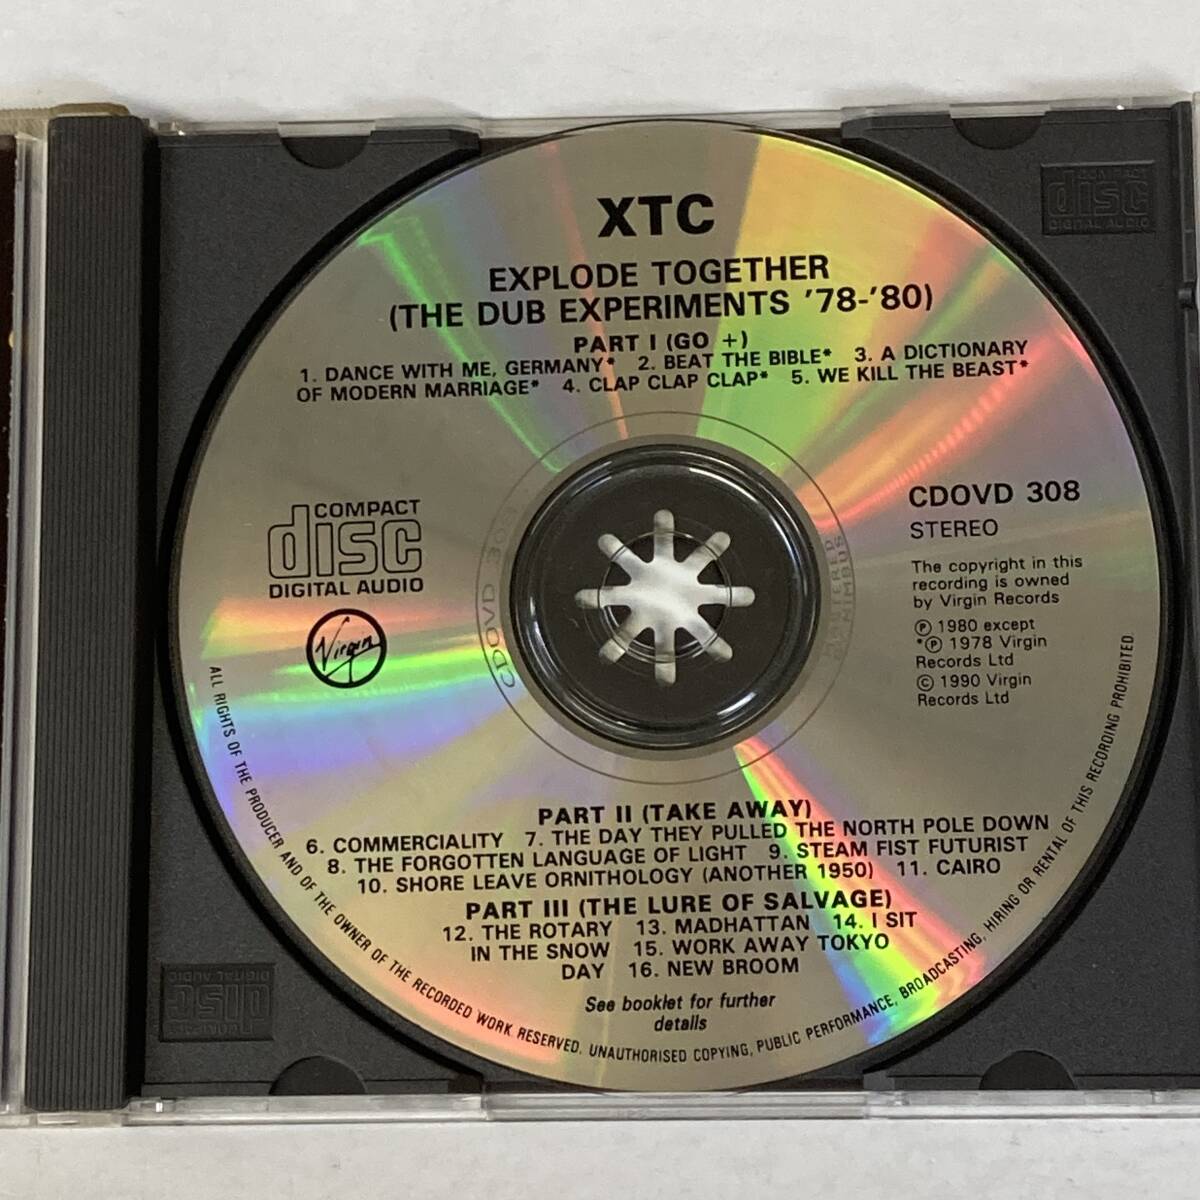 XTC
EXPLODE TOGETHER
(THE DUB EXPERIMENTS '78-'80)
PART I (GO +)
1. DANCE WITH ME, GERMANY* 2. BEAT THE BIBLE* 3. A DICTIONARY
OF MODERN MARRIAGE* 4. CLAP CLAP CLAP* 5. WE KILL THE BEAST*
COMPACT
disc
DIGITAL AUDIO
Virgin
CDOVD 308
STEREO
The copyright in this
recording is owned
by Virgin Records
℗ 1980 except
*℗ 1978 Virgin
Records Ltd
© 1990 Virgin
Records Ltd
CDOVD 308
MASTERED
BY NIMBUS
PART II (TAKE AWAY)
6. COMMERCIALITY 7. THE DAY THEY PULLED THE NORTH POLE DOWN
8. THE FORGOTTEN LANGUAGE OF LIGHT 9. STEAM FIST FUTURIST
10. SHORE LEAVE ORNITHOLOGY (ANOTHER 1950) 11. CAIRO
PART III (THE LURE OF SALVAGE)
12. THE ROTARY 13. MADHATTAN 14. I SIT
IN THE SNOW 15. WORK AWAY TOKYO
DAY 16. NEW BROOM
See booklet for further
details
ALL RIGHTS OF THE PRODUCER AND OF THE OWNER OF THE RECORDED WORK RESERVED. UNAUTHORISED COPYING, PUBLIC PERFORMANCE, BROADCASTING, HIRING OR RENTAL OF THIS RECORDING PROHIBITED.
COMPACT
disc
DIGITAL AUDIO
COMPACT
disc
DIGITAL AUDIO